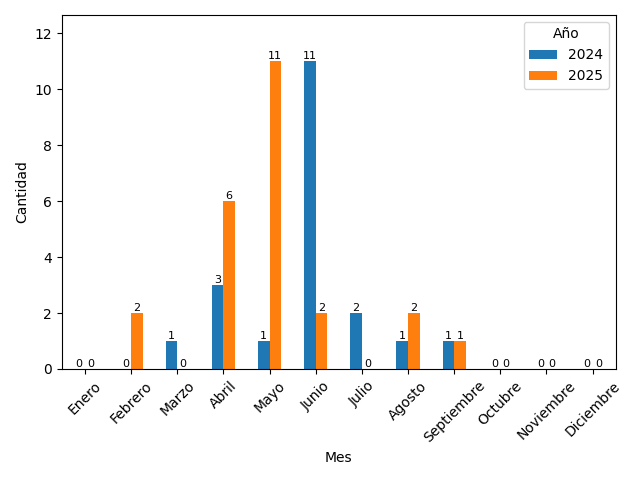 Año
2024
2025
Cantidad
12
10
8
6
4
2
0
0 0
0 2
1 0
3 6
1 11
11 2
2 0
1 2
1 1
0 0
0 0
0 0
Enero
Febrero
Marzo
Abril
Mayo
Junio
Julio
Agosto
Septiembre
Octubre
Noviembre
Diciembre
Mes